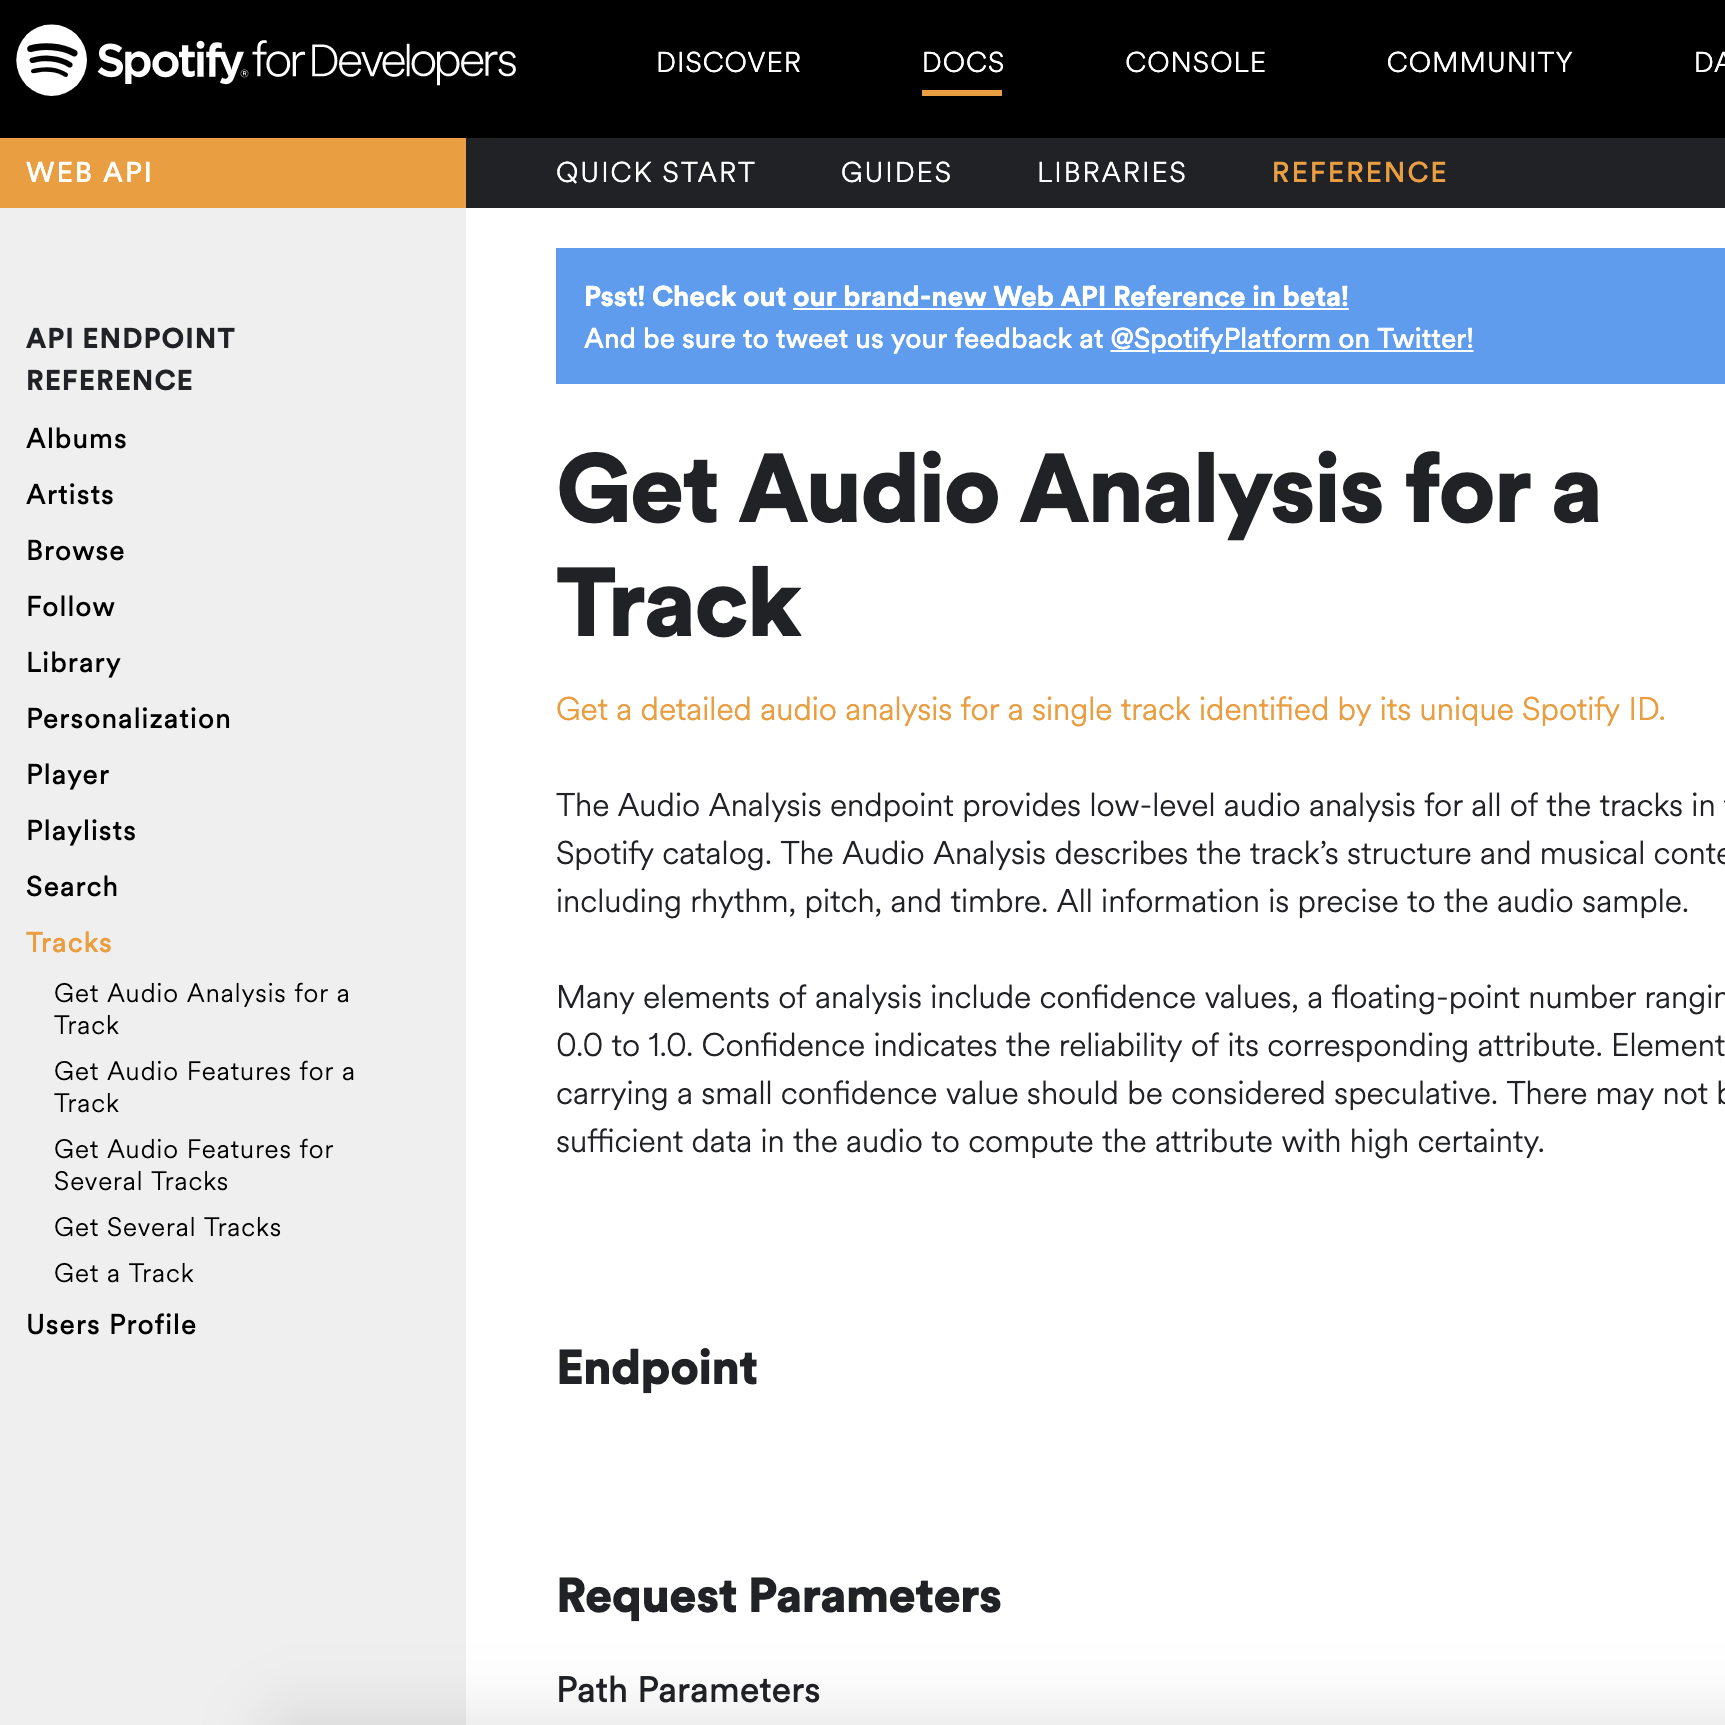 Spotify® for Developers
DISCOVER
DOCS
CONSOLE
COMMUNITY
WEB API
QUICK START
GUIDES
LIBRARIES
REFERENCE
API ENDPOINT
REFERENCE
Albums
Artists
Browse
Follow
Library
Personalization
Player
Playlists
Search
Tracks
Get Audio Analysis for a
Track
Get Audio Features for a
Track
Get Audio Features for
Several Tracks
Get Several Tracks
Get a Track
Users Profile
Psst! Check out our brand-new Web API Reference in beta!
And be sure to tweet us your feedback at @SpotifyPlatform on Twitter!
Get Audio Analysis for a
Track
Get a detailed audio analysis for a single track identified by its unique Spotify ID.
The Audio Analysis endpoint provides low-level audio analysis for all of the tracks in
Spotify catalog. The Audio Analysis describes the track’s structure and musical
including rhythm, pitch, and timbre. All information is precise to the audio sample.
Many elements of analysis include confidence values, a floating-point number
0.0 to 1.0. Confidence indicates the reliability of its corresponding attribute.
carrying a small confidence value should be considered speculative. There may not
sufficient data in the audio to compute the attribute with high certainty.
Endpoint
Request Parameters
Path Parameters